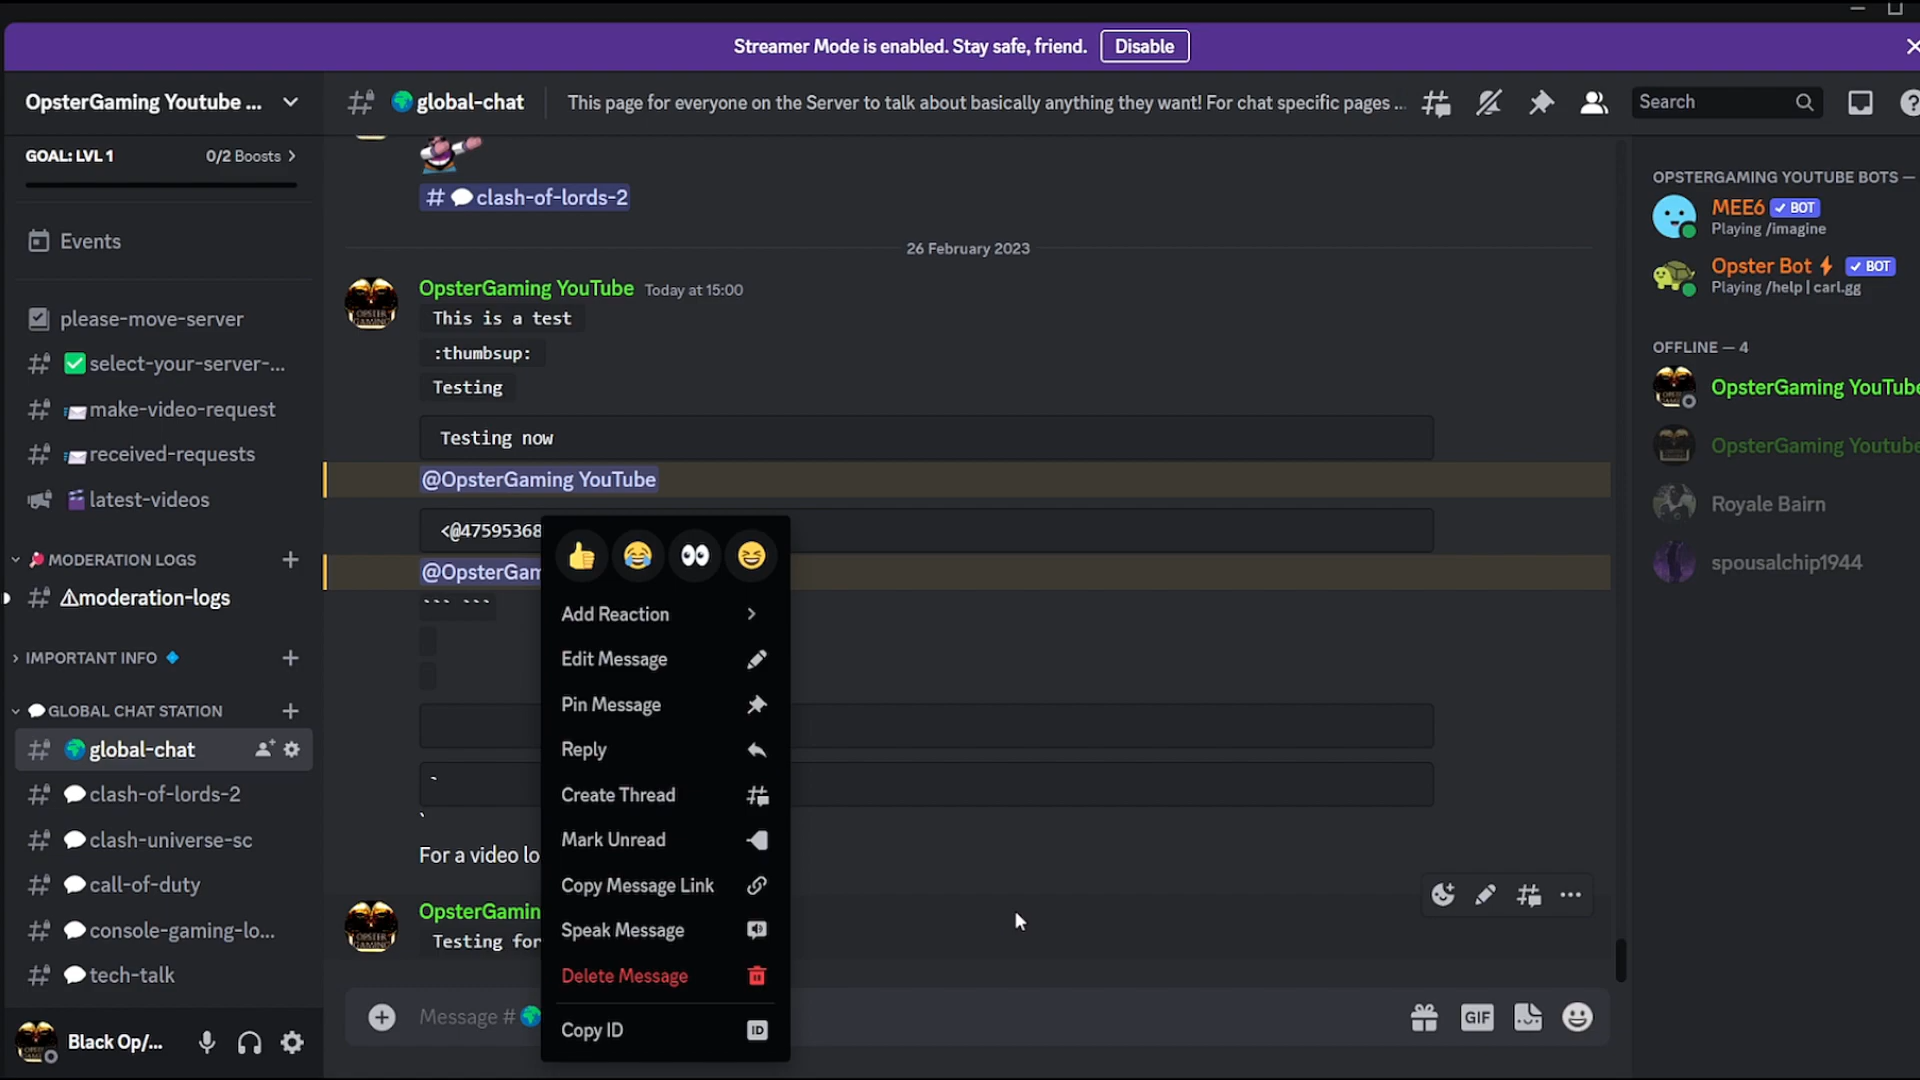 Streamer Mode is enabled. Stay safe, friend. Disable
OpsterGaming Youtube ...
GOAL: LVL 1 0/2 Boosts
Events
please-move-server
select-your-server-...
make-video-request
received-requests
latest-videos
MODERATION LOGS
moderation-logs
IMPORTANT INFO
GLOBAL CHAT STATION
global-chat
clash-of-lords-2
clash-universe-sc
call-of-duty
console-gaming-lo...
tech-talk
Black Op/...
global-chat This page for everyone on the Server to talk about basically anything they want! For chat specific pages ... Search
# clash-of-lords-2
26 February 2023
OpsterGaming YouTube Today at 15:00
This is a test
:thumbsup:
Testing
Testing now
@OpsterGaming YouTube
<@47595368
@OpsterGam
``` ```
`
`
For a video lo
OpsterGamin
Testing for
Message #
Add Reaction
Edit Message
Pin Message
Reply
Create Thread
Mark Unread
Copy Message Link
Speak Message
Delete Message
Copy ID ID
GIF
OPSTERGAMING YOUTUBE BOTS —
MEE6 BOT
Playing /imagine
Opster Bot BOT
Playing /help | carl.gg
OFFLINE — 4
OpsterGaming YouTube
OpsterGaming Youtube
Royale Bairn
spousalchip1944